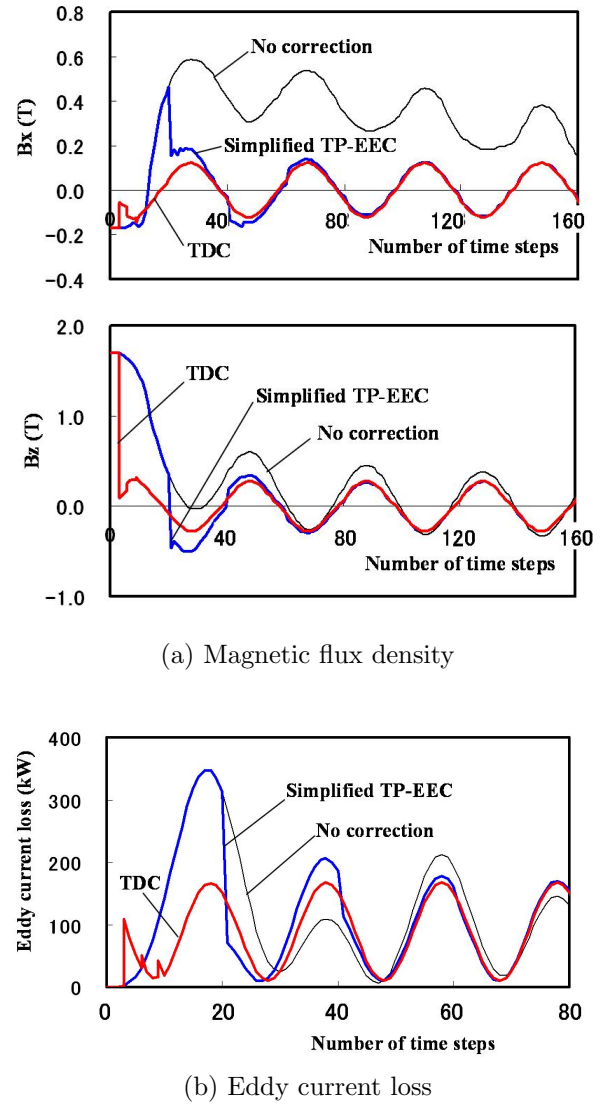 0.8
No correction
0.6
0.4
Simplified TP-EEC
Bx (T)
0.2
0.0
0 40 80 120 160
-0.2
TDC
Number of time steps
-0.4
2.0
TDC
Simplified TP-EEC
1.0
No correction
Bz (T)
0.0
0 40 80 120 160
Number of time steps
-1.0
(a) Magnetic flux density
400
Simplified TP-EEC
300
No correction
Eddy current loss (kW)
200
TDC
100
0
0 20 40 60 80
Number of time steps
(b) Eddy current loss